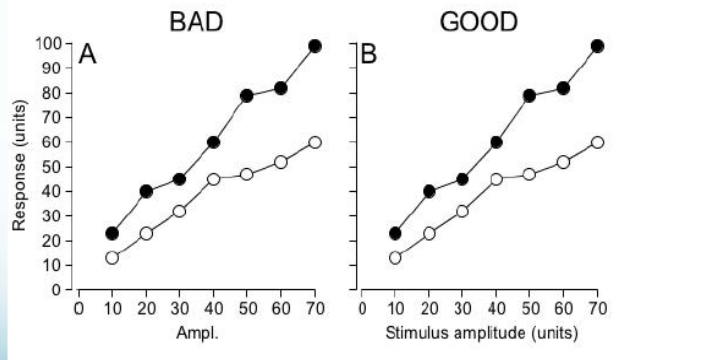 BAD
GOOD
A
B
Response (units)
100
90
80
70
60
50
40
30
20
10
0
0 10 20 30 40 50 60 70
0 10 20 30 40 50 60 70
Ampl.
Stimulus amplitude (units)